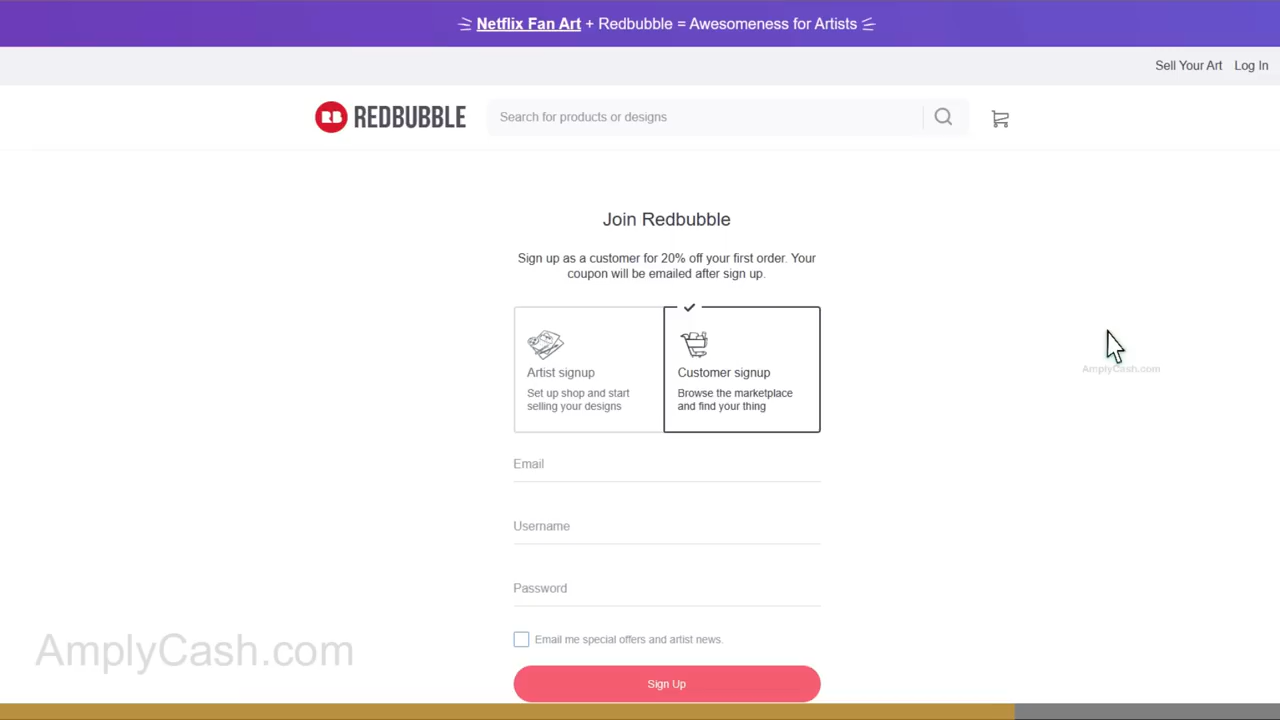 Netflix Fan Art + Redbubble = Awesomeness for Artists
Sell Your Art Log In
RB REDBUBBLE
Search for products or designs
Join Redbubble
Sign up as a customer for 20% off your first order. Your
coupon will be emailed after sign up.
Artist signup
Set up shop and start
selling your designs
Customer signup
Browse the marketplace
and find your thing
AmplyCash.com
Email
Username
Password
Email me special offers and artist news.
AmplyCash.com
Sign Up